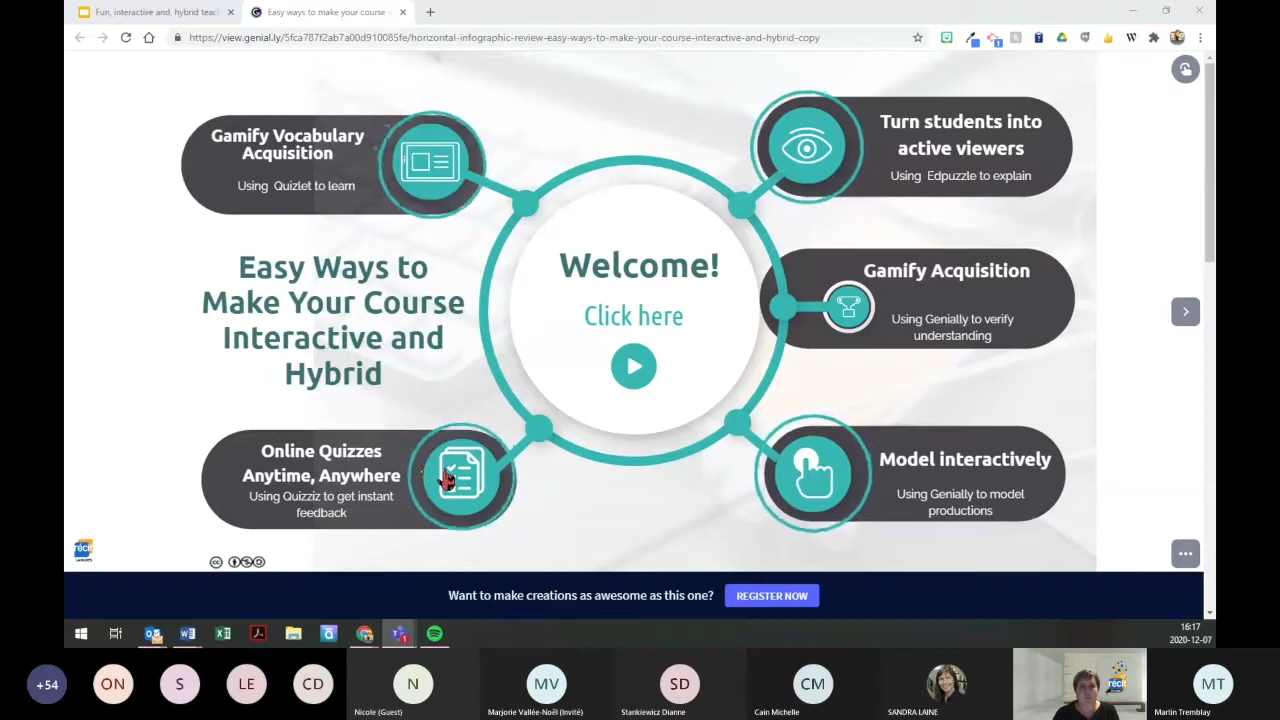 Fun, interactive and, hybrid teac
Easy ways to make your course
https://view.genial.ly/5fca787f2ab7a00d910085fe/horizontal-infographic-review-easy-ways-to-make-your-course-interactive-and-hybrid-copy
Gamify Vocabulary
Acquisition
Using Quizlet to learn
Turn students into
active viewers
Using Edpuzzle to explain
Easy Ways to
Make Your Course
Interactive and
Hybrid
Welcome!
Click here
Gamify Acquisition
Using Genially to verify
understanding
Online Quizzes
Anytime, Anywhere
Using Quizziz to get instant
feedback
Model interactively
Using Genially to model
productions
récit
Want to make creations as awesome as this one?
REGISTER NOW
16:17
2020-12-07
+54
ON
S
LE
CD
N
MV
SD
CM
récit
MT
Nicole (Guest)
Marjorie Vallée-Noël (Invité)
Stankiewicz Dianne
Cain Michelle
SANDRA LAINE
Martin Tremblay